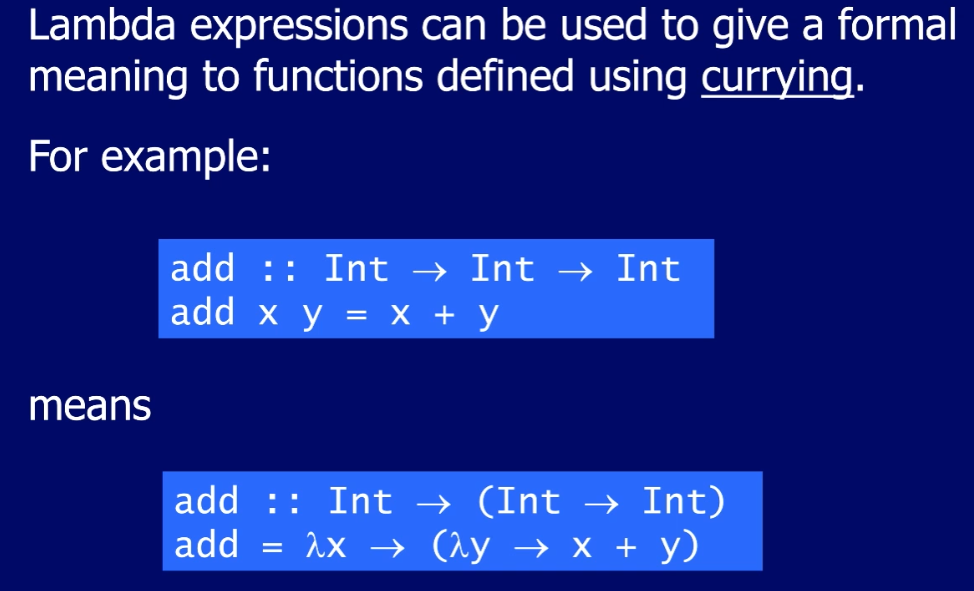 Lambda expressions can be used to give a formal
meaning to functions defined using currying.
For example:
add :: Int → Int → Int
add x y = x + y
means
add :: Int → (Int → Int)
add = λx → (λy → x + y)